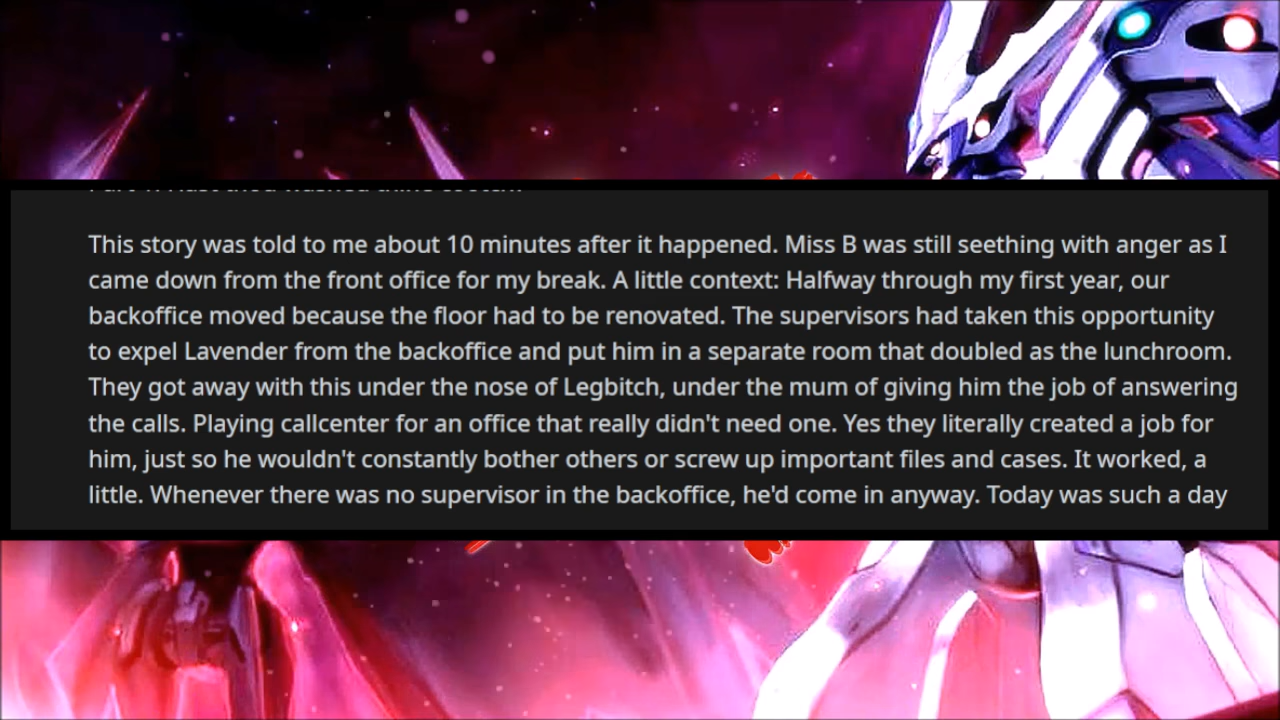 This story was told to me about 10 minutes after it happened. Miss B was still seething with anger as I
came down from the front office for my break. A little context: Halfway through my first year, our
backoffice moved because the floor had to be renovated. The supervisors had taken this opportunity
to expel Lavender from the backoffice and put him in a separate room that doubled as the lunchroom.
They got away with this under the nose of Legbitch, under the mum of giving him the job of answering
the calls. Playing callcenter for an office that really didn't need one. Yes they literally created a job for
him, just so he wouldn't constantly bother others or screw up important files and cases. It worked, a
little. Whenever there was no supervisor in the backoffice, he'd come in anyway. Today was such a day